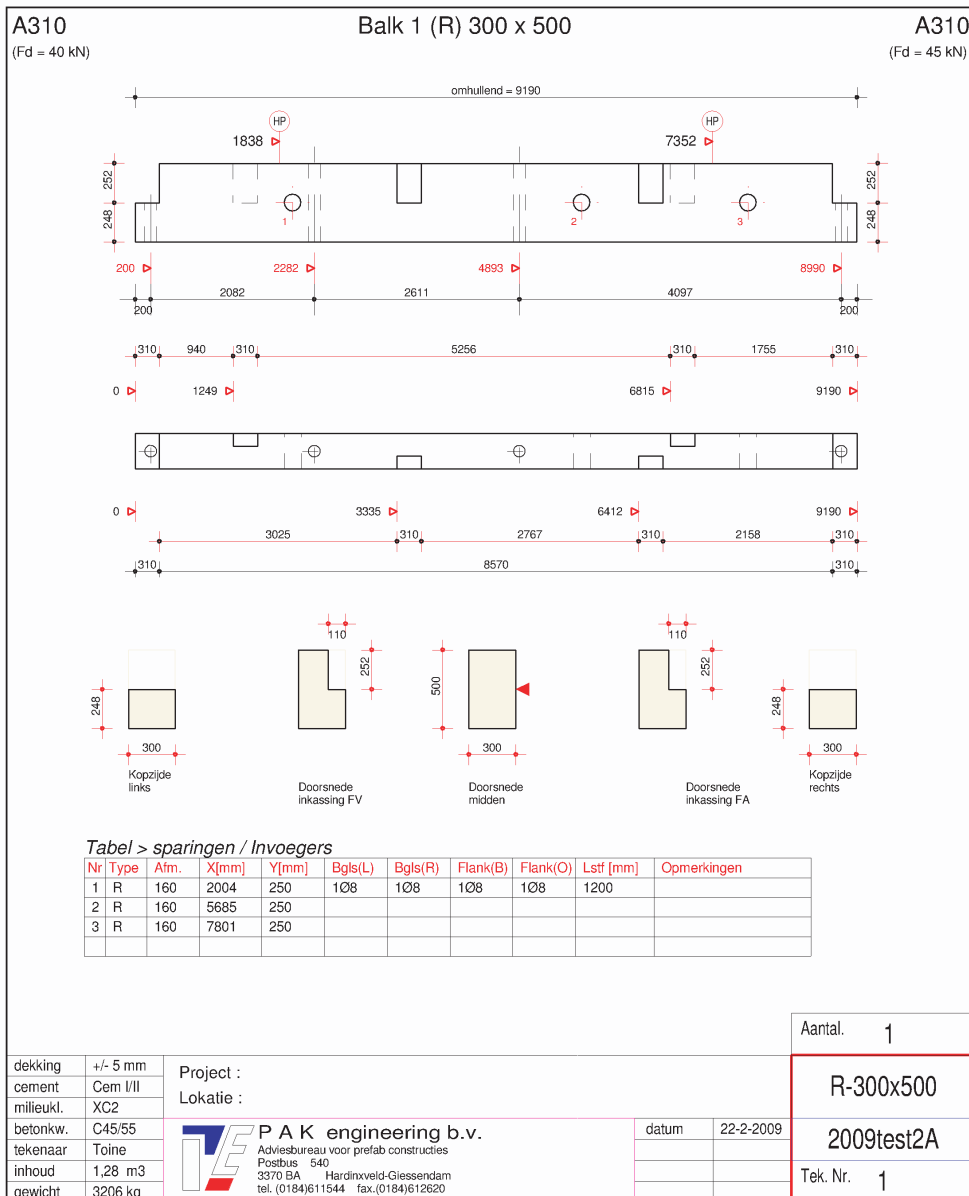 A310 Balk 1 (R) 300 x 500 A310
(Fd = 40 kN) (Fd = 45 kN)
omhullend = 9190
HP HP
1838 7352
252 252
248 248
1 2 3
200 2282 4893 8990
2082 2611 4097
200 200
310 940 310 5256 310 1755 310
0 1249 6815 9190
0 3335 6412 9190
3025 310 2767 310 2158
310 8570 310
110 110
252 500 252
248 248
300 300 300
Kopzijde
links
Doorsnede
inkassing FV
Doorsnede
midden
Doorsnede
inkassing FA
Kopzijde
rechts
Tabel > sparingen / Invoegers
Nr Type Afm. X[mm] Y[mm] Bgls(L) Bgls(R) Flank(B) Flank(O) Lstf [mm] Opmerkingen
1 R 160 2004 250 1Ø8 1Ø8 1Ø8 1Ø8 1200
2 R 160 5685 250
3 R 160 7801 250
Aantal. 1
dekking +/- 5 mm
cement Cem I/II
milieukl. XC2
betonkw. C45/55
tekenaar Toine
inhoud 1,28 m3
gewicht 3206 kg
Project :
Lokatie :
P A K engineering b.v.
Adviesbureau voor prefab constructies
Postbus 540
3370 BA Hardinxveld-Giessendam
tel. (0184)611544 fax.(0184)612620
datum 22-2-2009
R-300x500
2009test2A
Tek. Nr. 1